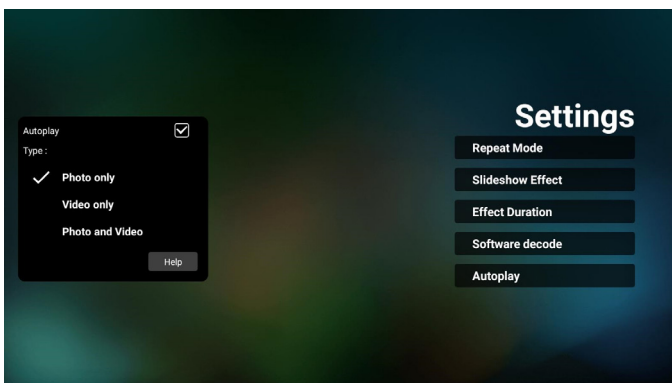 Settings
Autoplay
Type :
Photo only
Video only
Photo and Video
Help
Repeat Mode
Slideshow Effect
Effect Duration
Software decode
Autoplay